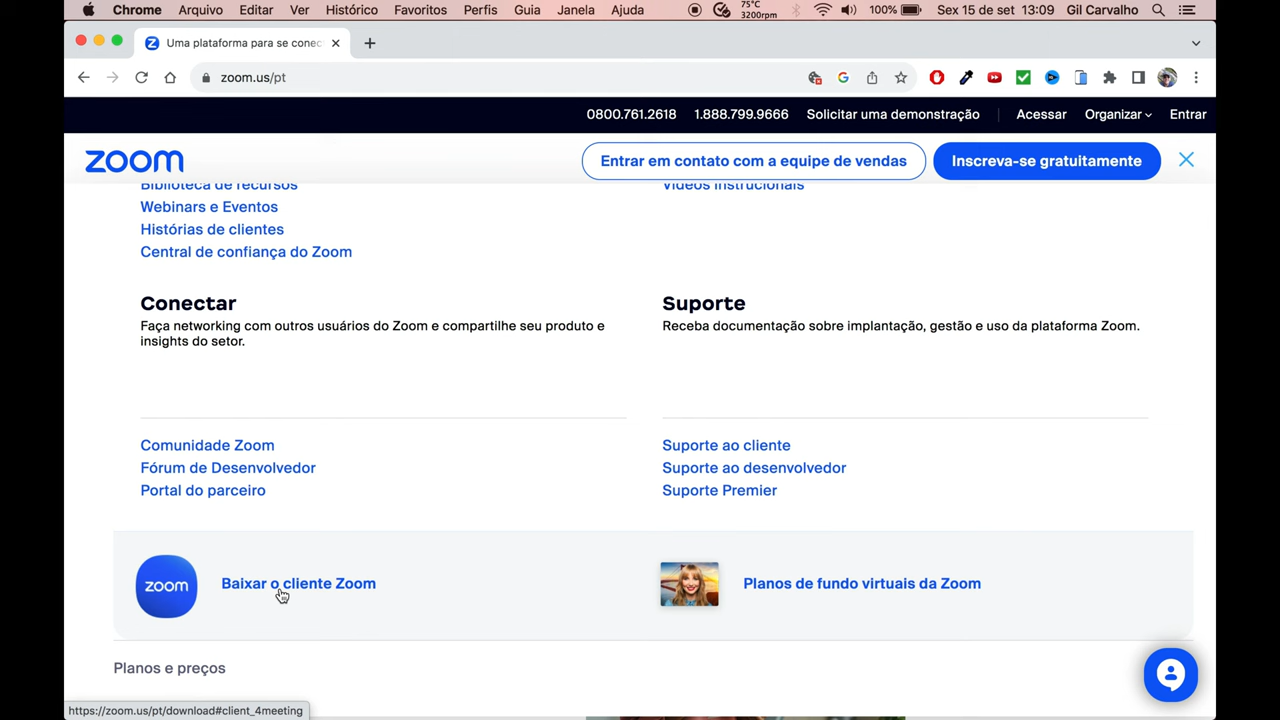 Chrome Arquivo Editar Ver Histórico Favoritos Perfis Guia Janela Ajuda 75°C 3200rpm 100% Sex 15 de set 13:09 Gil Carvalho
Uma plataforma para se conec
zoom.us/pt
0800.761.2618 1.888.799.9666 Solicitar uma demonstração Acessar Organizar Entrar
zoom Entrar em contato com a equipe de vendas Inscreva-se gratuitamente
Biblioteca de recursos Vídeos instrucionais
Webinars e Eventos
Histórias de clientes
Central de confiança do Zoom
Conectar
Faça networking com outros usuários do Zoom e compartilhe seu produto e
insights do setor.
Suporte
Receba documentação sobre implantação, gestão e uso da plataforma Zoom.
Comunidade Zoom
Fórum de Desenvolvedor
Portal do parceiro
Suporte ao cliente
Suporte ao desenvolvedor
Suporte Premier
zoom Baixar o cliente Zoom
Planos de fundo virtuais da Zoom
Planos e preços
https://zoom.us/pt/download#client_4meeting